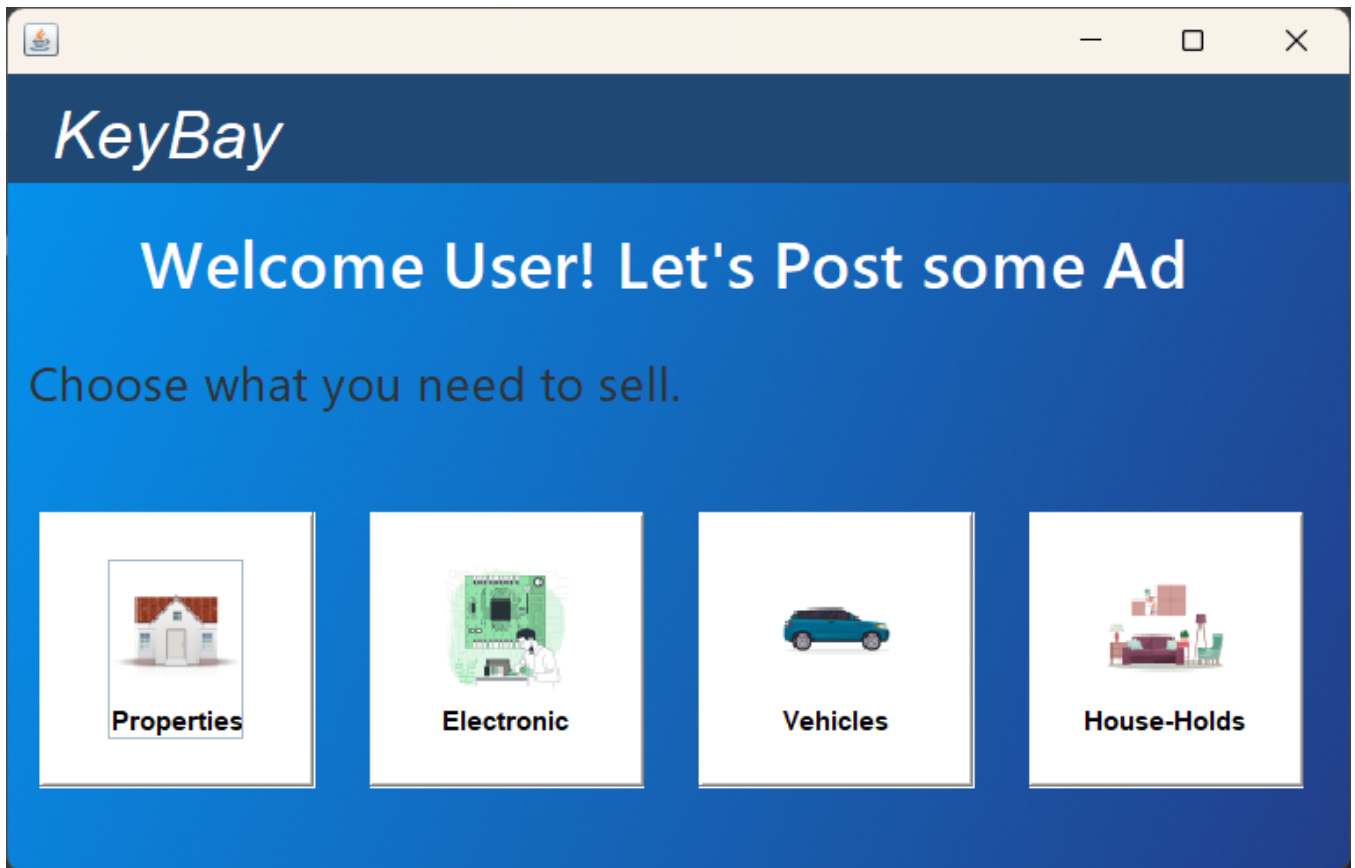 KeyBay
Welcome User! Let's Post some Ad
Choose what you need to sell.
Properties
Electronic
Vehicles
House-Holds